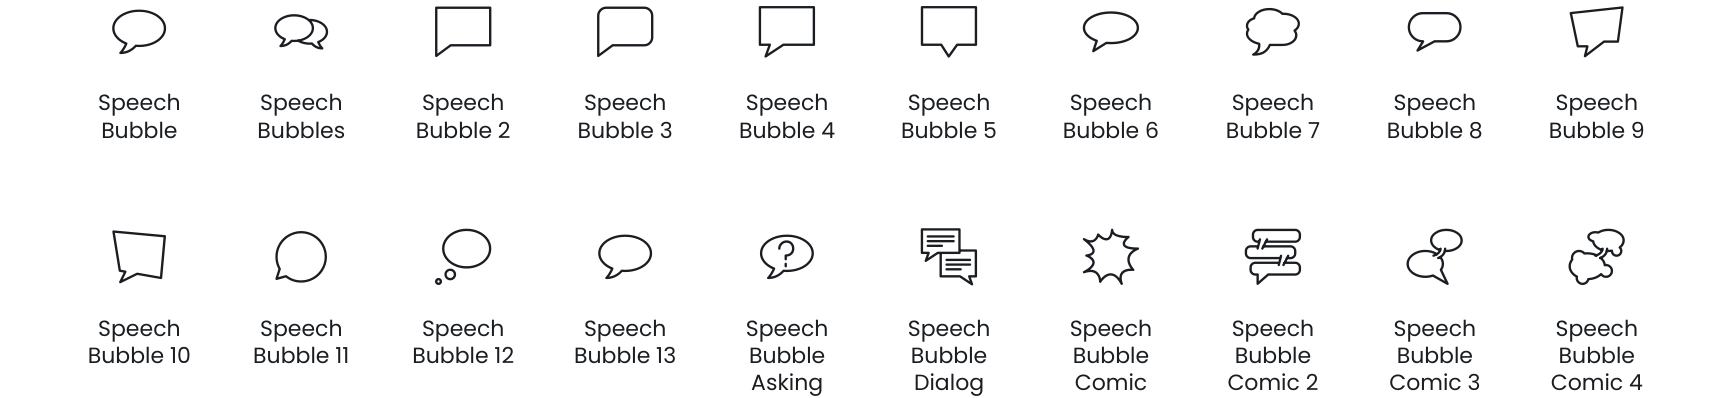 Speech
Bubble
Speech
Bubbles
Speech
Bubble 2
Speech
Bubble 3
Speech
Bubble 4
Speech
Bubble 5
Speech
Bubble 6
Speech
Bubble 7
Speech
Bubble 8
Speech
Bubble 9
?
Speech
Bubble 10
Speech
Bubble 11
Speech
Bubble 12
Speech
Bubble 13
Speech
Bubble
Asking
Speech
Bubble
Dialog
Speech
Bubble
Comic
Speech
Bubble
Comic 2
Speech
Bubble
Comic 3
Speech
Bubble
Comic 4